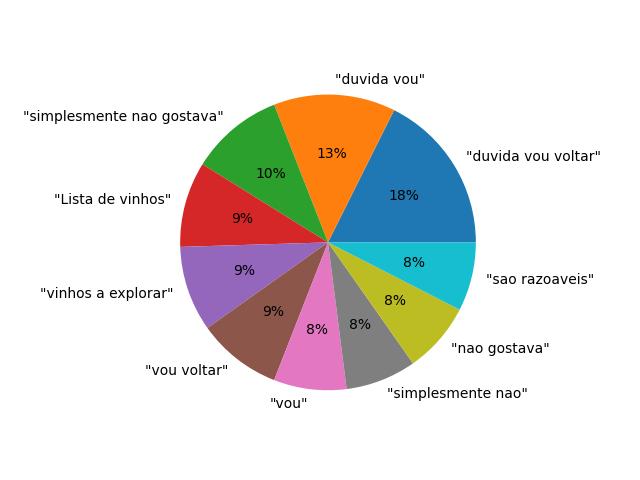 "duvida vou"
"simplesmente nao gostava"
13%
"duvida vou voltar"
10%
18%
"Lista de vinhos"
9%
8%
9%
"sao razoaveis"
"vinhos a explorar"
8%
9%
8%
8%
"nao gostava"
"vou voltar"
"simplesmente nao"
"vou"